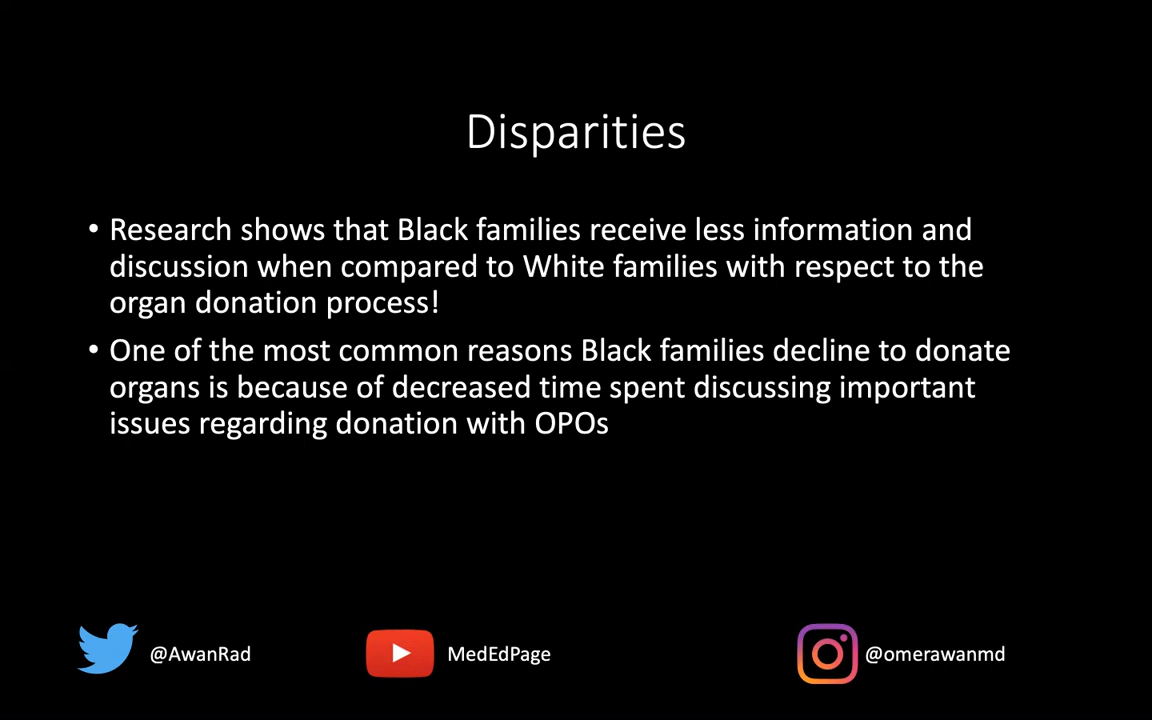 Disparities
• Research shows that Black families receive less information and
discussion when compared to White families with respect to the
organ donation process!
• One of the most common reasons Black families decline to donate
organs is because of decreased time spent discussing important
issues regarding donation with OPOs
@AwanRad
MedEdPage
@omerawanmd